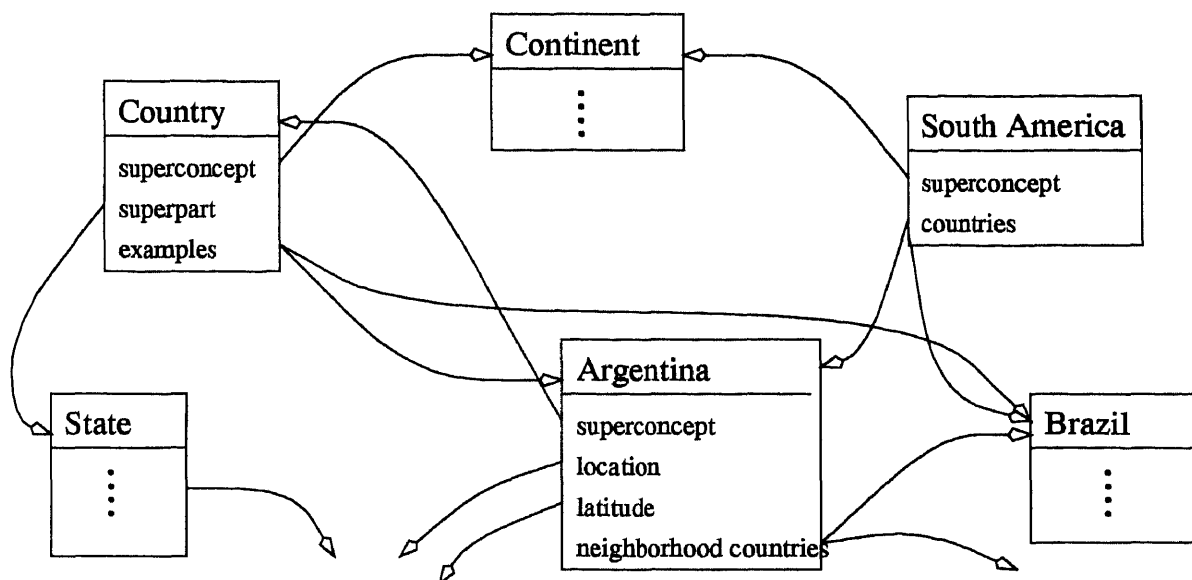 Continent
Country
superconcept
superpart
examples
South America
superconcept
countries
Argentina
superconcept
location
latitude
neighborhood countries
State
Brazil